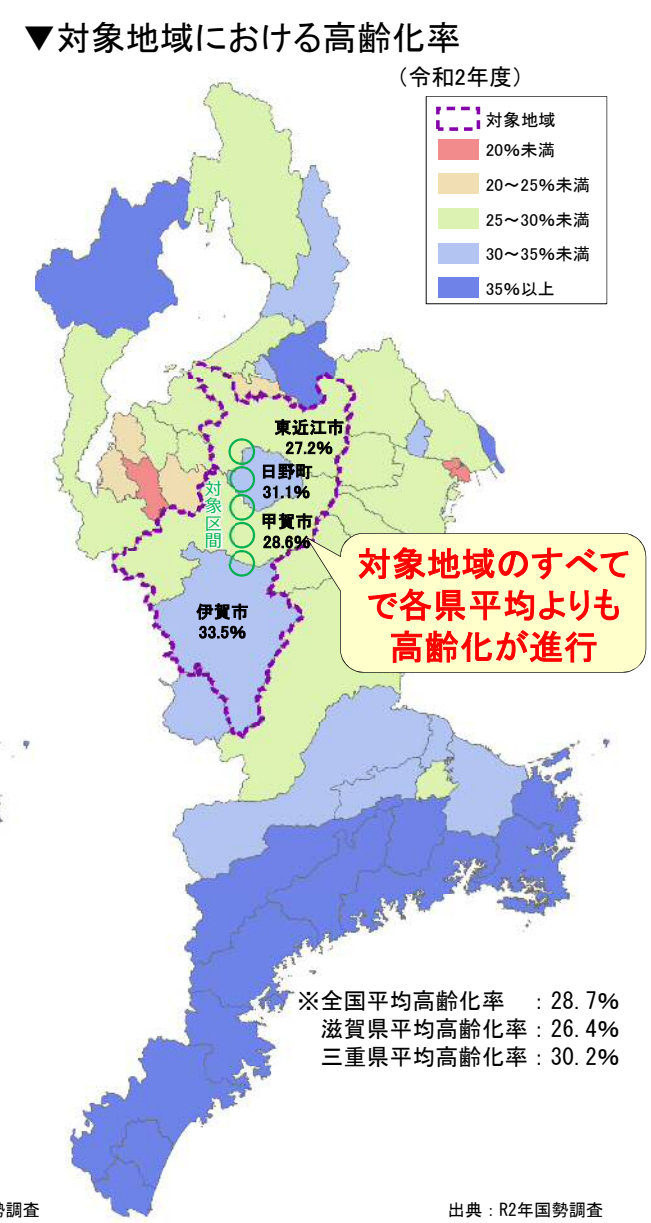 ▼対象地域における高齢化率
(令和2年度)
対象地域
20%未満
20～25%未満
25～30%未満
30～35%未満
35%以上
東近江市
27.2%
日野町
31.1%
対象区間
甲賀市
28.6%
対象地域のすべて
で各県平均よりも
高齢化が進行
伊賀市
33.5%
※全国平均高齢化率 ：28.7%
滋賀県平均高齢化率：26.4%
三重県平均高齢化率：30.2%
勢調査
出典：R2年国勢調査